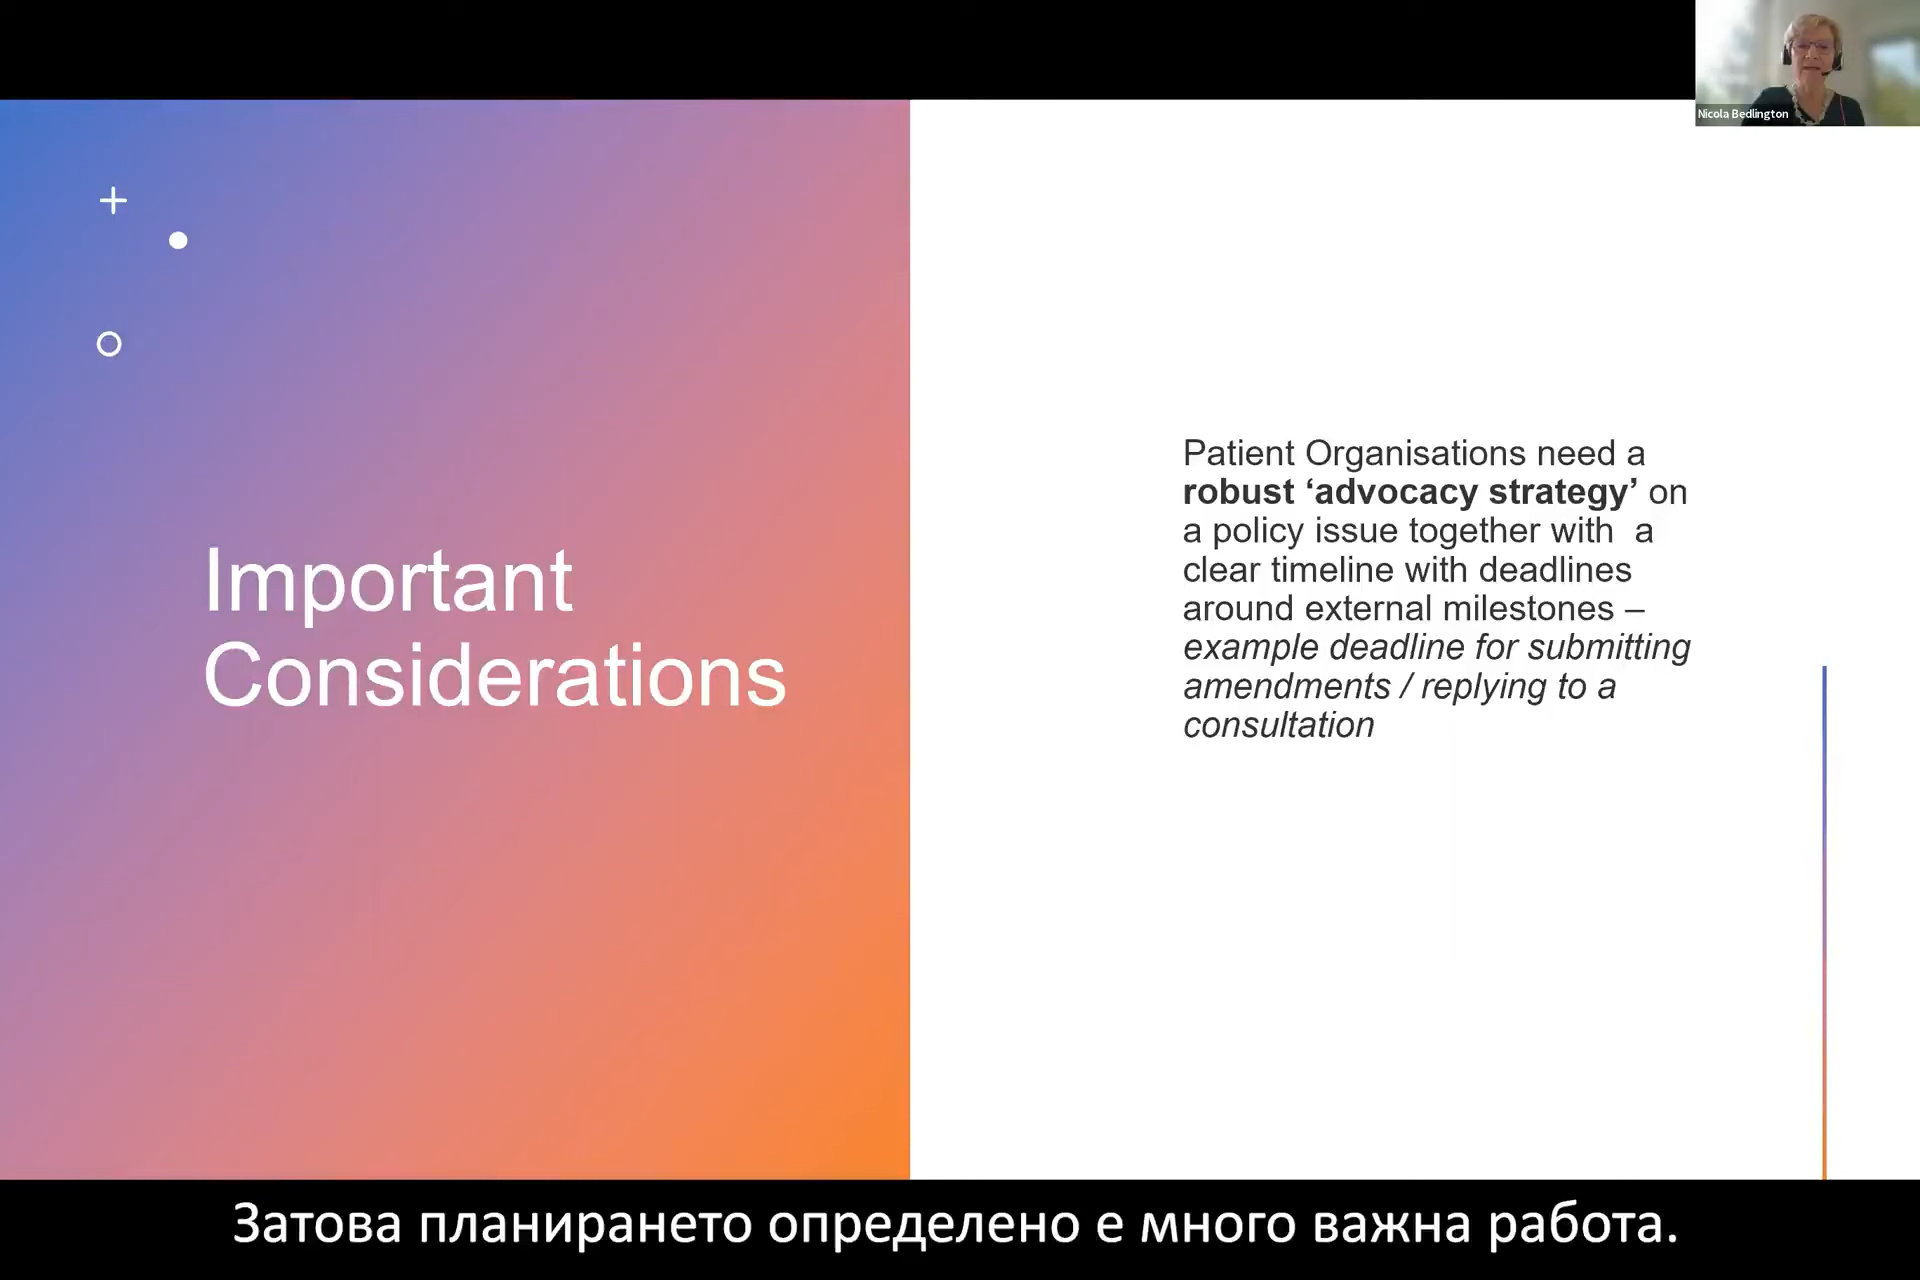 Nicola Bedlington
Important
Considerations
Patient Organisations need a
robust ‘advocacy strategy’ on
a policy issue together with  a
clear timeline with deadlines
around external milestones –
example deadline for submitting
amendments / replying to a
consultation
Затова планирането определено е много важна работа.